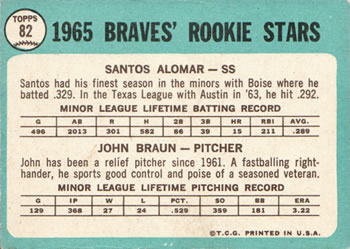 TOPPS
82
1965 BRAVES' ROOKIE STARS
SANTOS ALOMAR — SS
Santos had his finest season in the minors with Boise where he
batted .329. In the Texas League with Austin in '63, he hit .292.
MINOR LEAGUE LIFETIME BATTING RECORD
G AB R H 2B 3B HR RBI AVG.
496 2013 301 582 86 39 15 211 .289
JOHN BRAUN - PITCHER
John has been a relief pitcher since 1961. A fastballing right-
hander, he sports good control and poise of a seasoned veteran.
MINOR LEAGUE LIFETIME PITCHING RECORD
G IP W L PCT. SO BB ERA
129 368 27 24 .529 359 181 3.22
©T.C.G. PRINTED IN U.S.A.